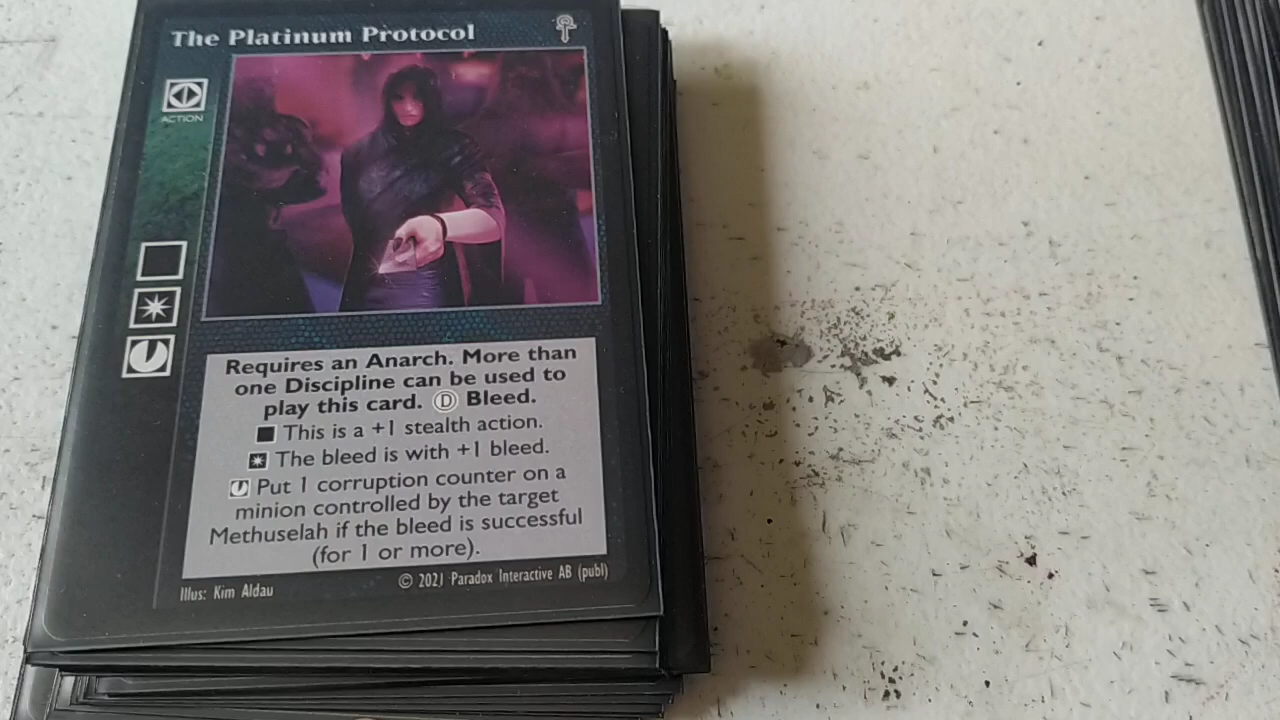 The Platinum Protocol
ACTION
Requires an Anarch. More than
one Discipline can be used to
play this card. D Bleed.
This is a +1 stealth action.
The bleed is with +1 bleed.
Put 1 corruption counter on a
minion controlled by the target
Methuselah if the bleed is successful
(for 1 or more).
Illus: Kim Aldau
© 2021 Paradox Interactive AB (publ)